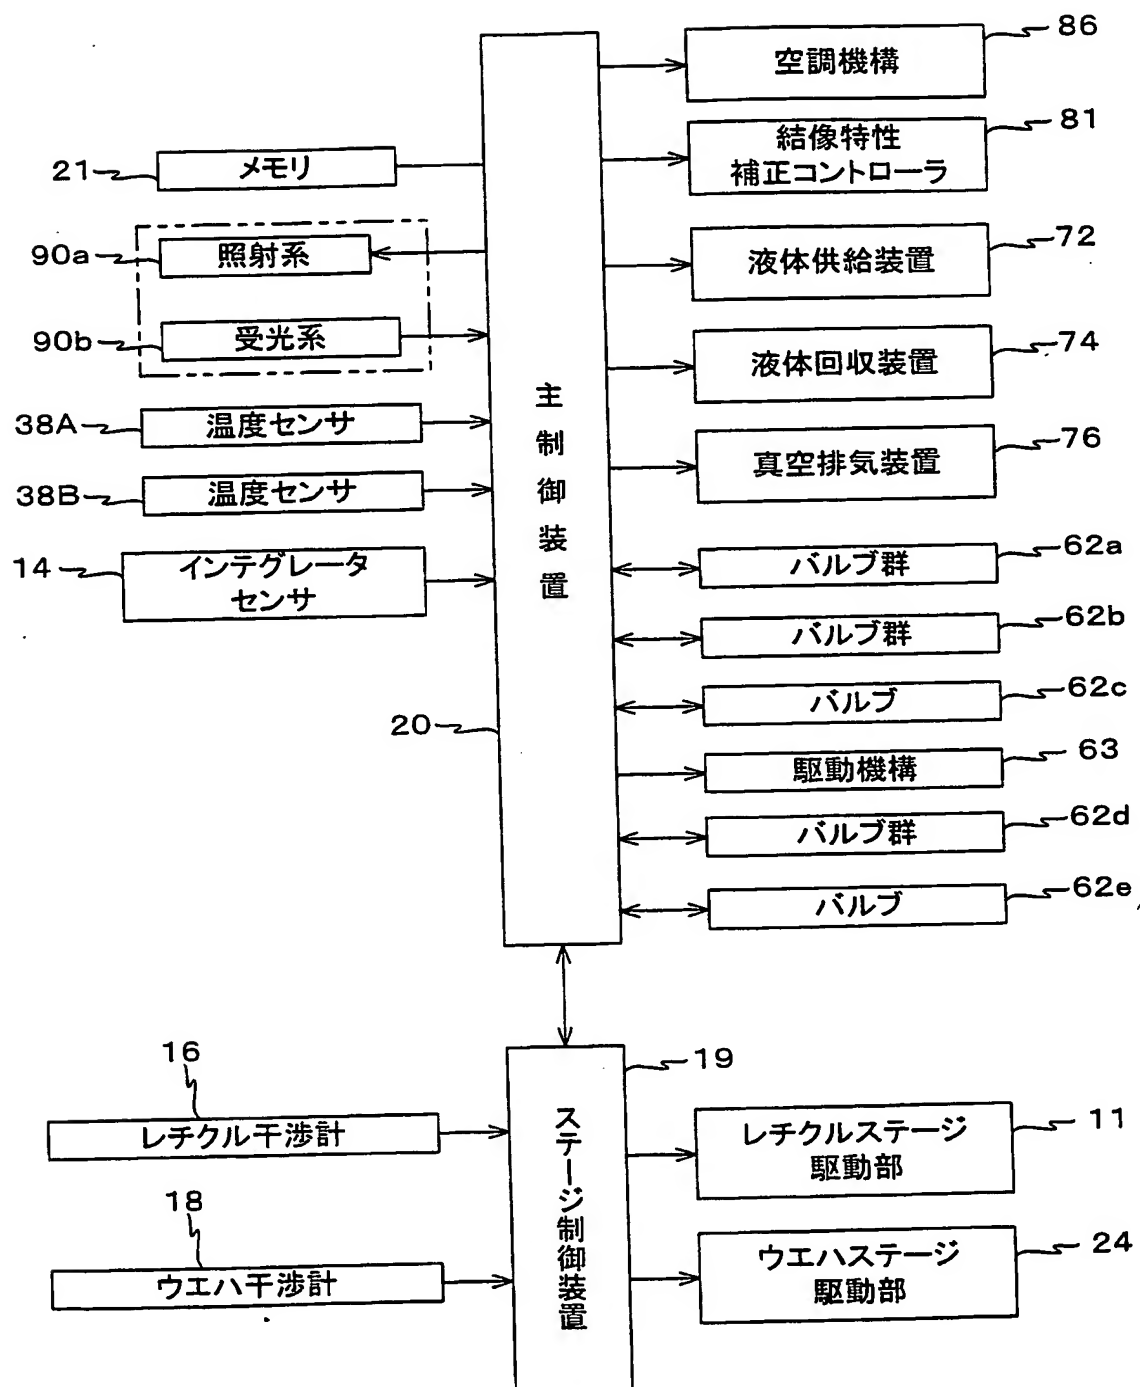 86
空調機構
81
結像特性
補正コントローラ
21
メモリ
90a
照射系
72
液体供給装置
90b
受光系
74
液体回収装置
38A
温度センサ
76
真空排気装置
38B
温度センサ
14
インテグレータ
センサ
主制御装置
62a
バルブ群
62b
バルブ群
62c
バルブ
20
63
駆動機構
62d
バルブ群
62e
バルブ
16
レチクル干渉計
19
ステージ制御装置
11
レチクルステージ
駆動部
18
ウエハ干渉計
24
ウエハステージ
駆動部